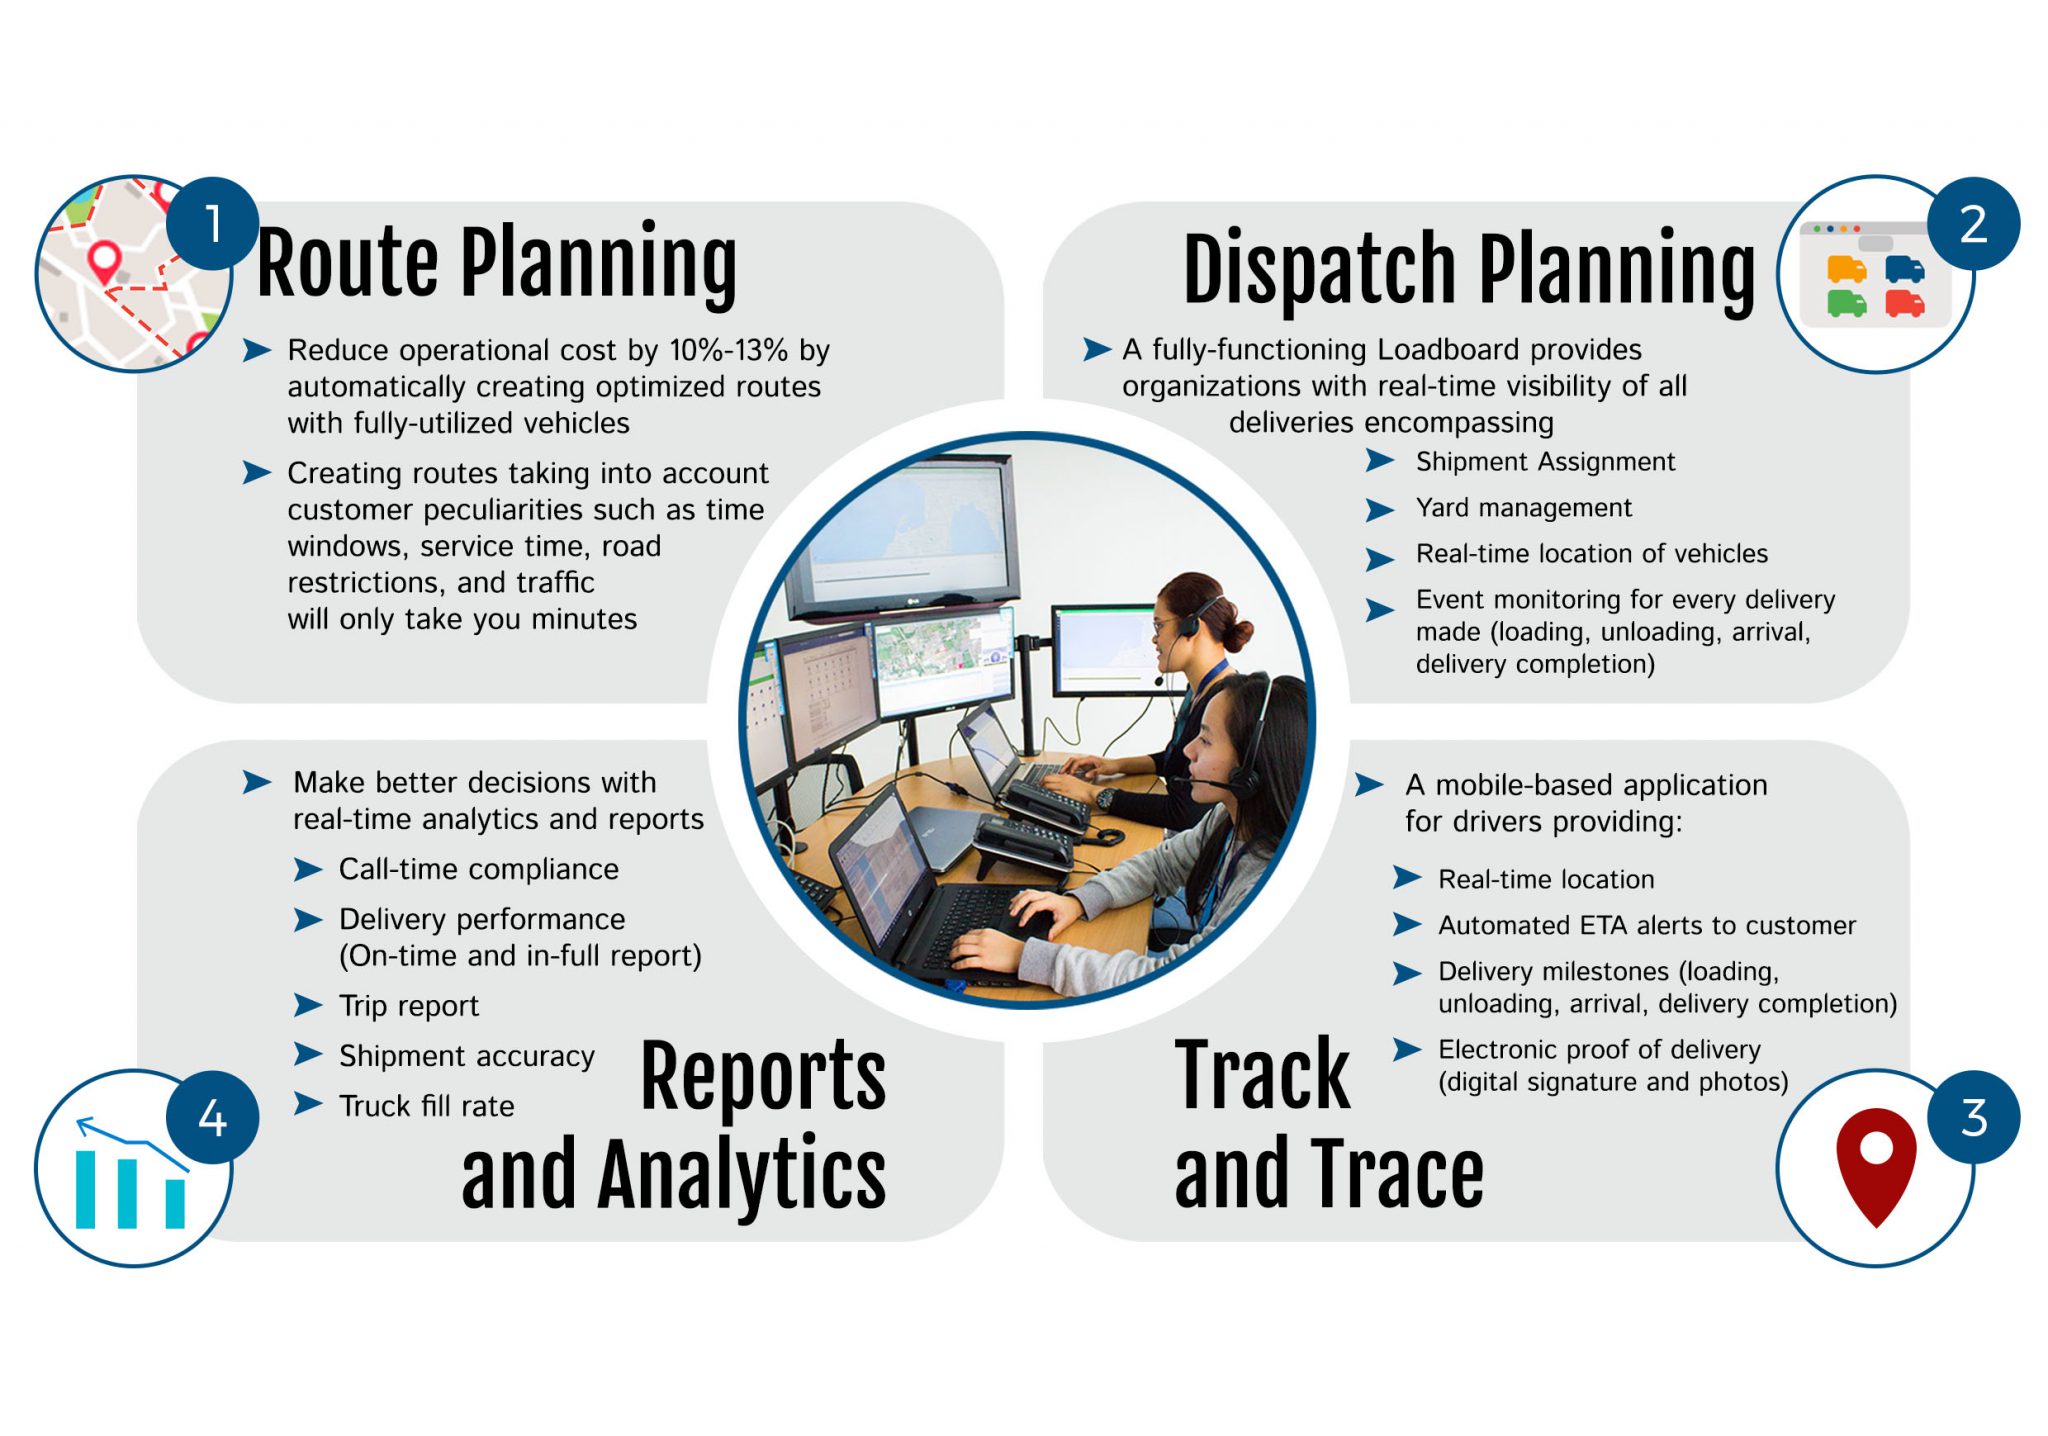 1
Route Planning
Reduce operational cost by 10%-13% by
automatically creating optimized routes
with fully-utilized vehicles
Creating routes taking into account
customer peculiarities such as time
windows, service time, road
restrictions, and traffic
will only take you minutes
2
Dispatch Planning
A fully-functioning Loadboard provides
organizations with real-time visibility of all
deliveries encompassing
Shipment Assignment
Yard management
Real-time location of vehicles
Event monitoring for every delivery
made (loading, unloading, arrival,
delivery completion)
A mobile-based application
for drivers providing:
Real-time location
Automated ETA alerts to customer
Delivery milestones (loading,
unloading, arrival, delivery completion)
Electronic proof of delivery
(digital signature and photos)
Track
and Trace
3
Make better decisions with
real-time analytics and reports
Call-time compliance
Delivery performance
(On-time and in-full report)
Trip report
Shipment accuracy
Truck fill rate
Reports
and Analytics
4